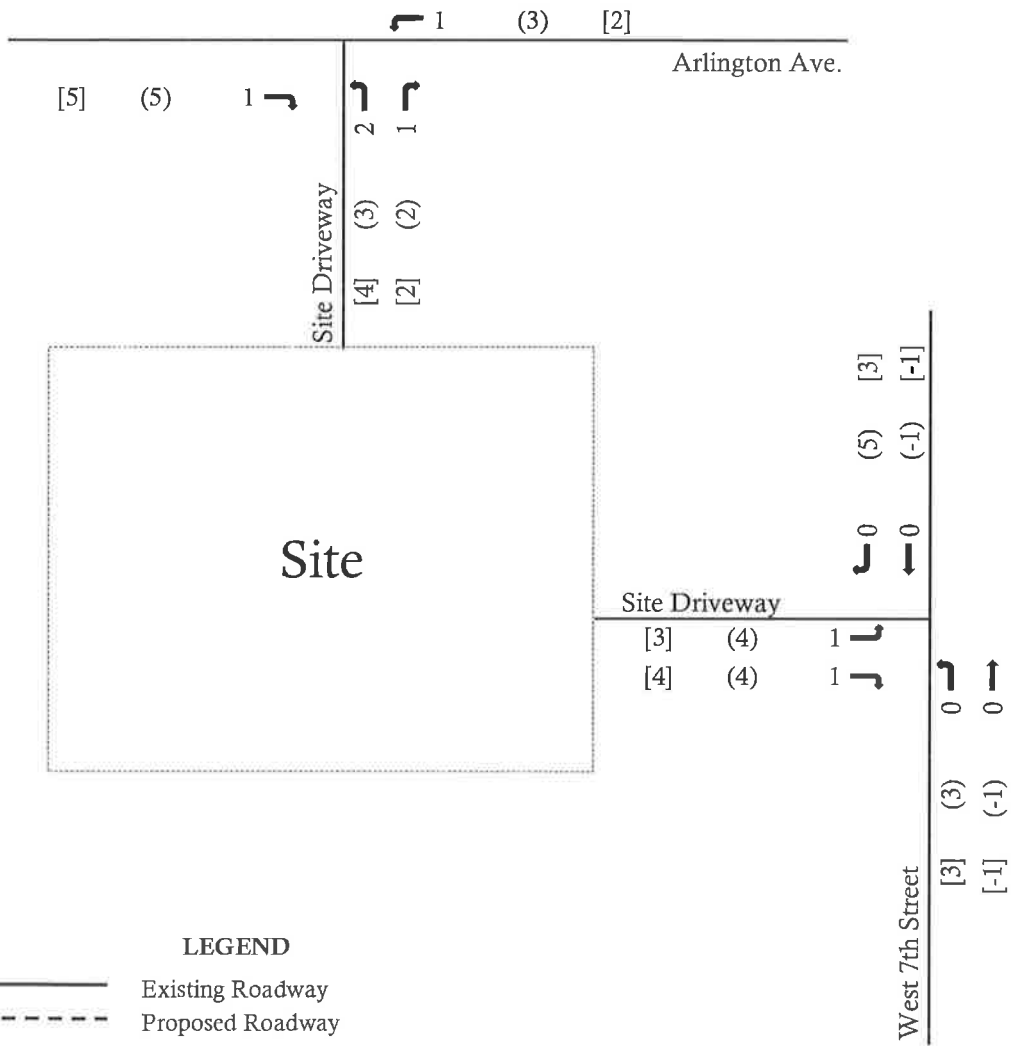 1 (3) [2]
Arlington Ave.
[5] (5) 1
2 (3) [4]
1 (2) [2]
Site Driveway
[3] (5) 0
[-1] (-1) 0
Site
Site Driveway
[3] (4) 1
[4] (4) 1
0 (3) [3]
0 (-1) [-1]
West 7th Street
LEGEND
Existing Roadway
Proposed Roadway